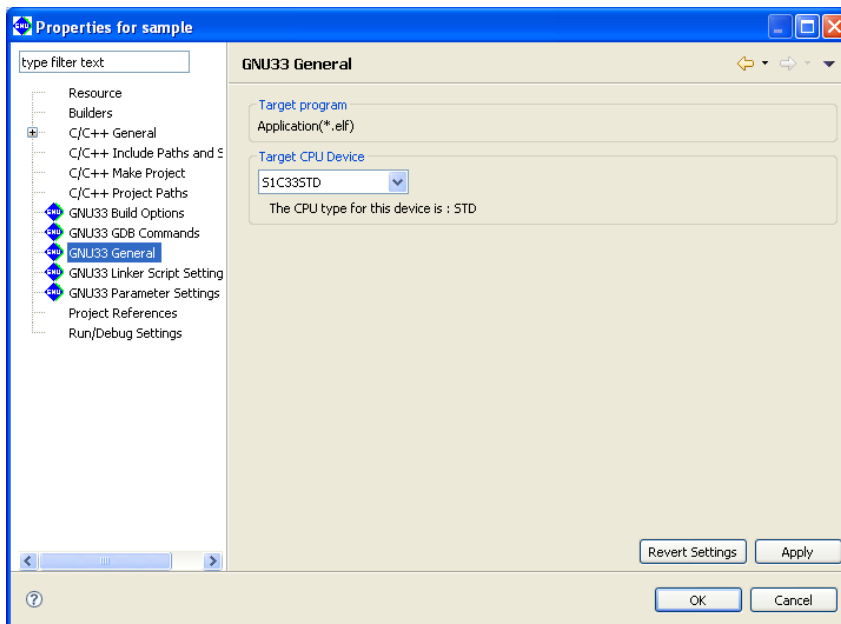 Properties for sample
type filter text
Resource
Builders
C/C++ General
C/C++ Include Paths and S
C/C++ Make Project
C/C++ Project Paths
GNU33 Build Options
GNU33 GDB Commands
GNU33 General
GNU33 Linker Script Setting
GNU33 Parameter Settings
Project References
Run/Debug Settings
GNU33 General
Target program
Application(*.elf)
Target CPU Device
S1C33STD
The CPU type for this device is : STD
Revert Settings
Apply
OK
Cancel